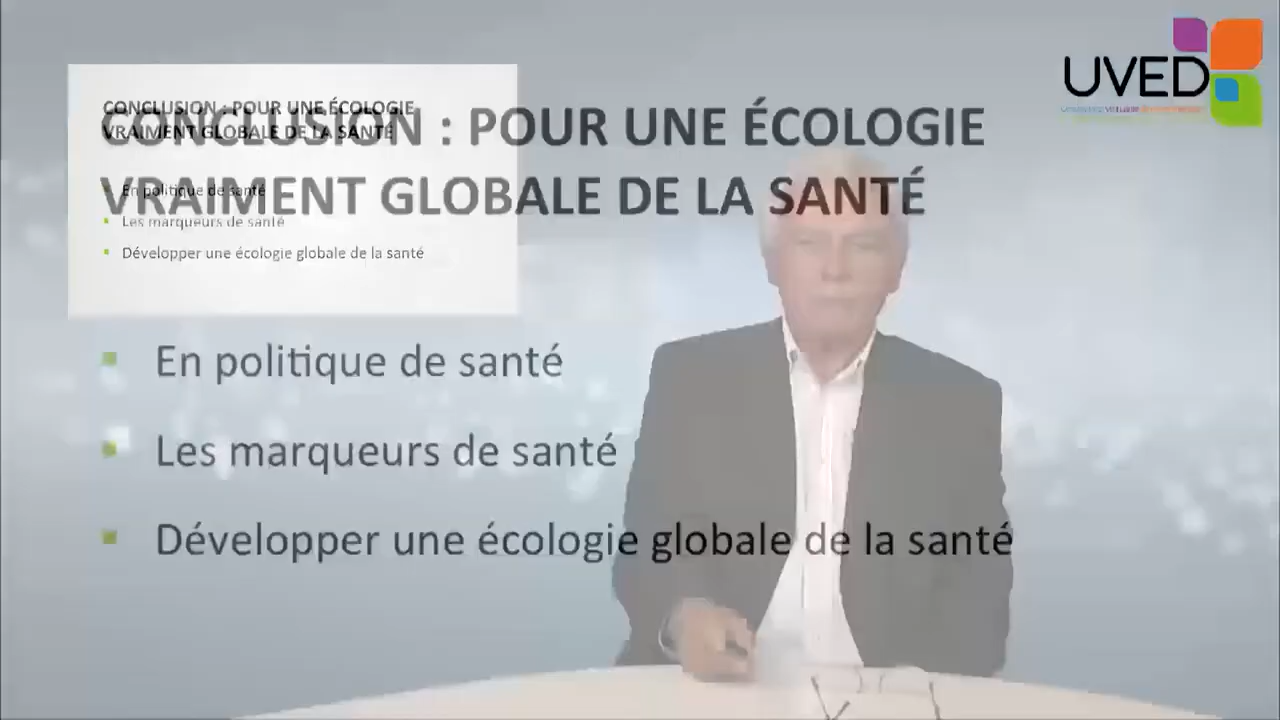 UVED
CONCLUSION : POUR UNE ÉCOLOGIE
VRAIMENT GLOBALE DE LA SANTÉ
En politique de santé
Les marqueurs de santé
Développer une écologie globale de la santé
CONCLUSION : POUR UNE ÉCOLOGIE
VRAIMENT GLOBALE DE LA SANTÉ
En politique de santé
Les marqueurs de santé
Développer une écologie globale de la santé